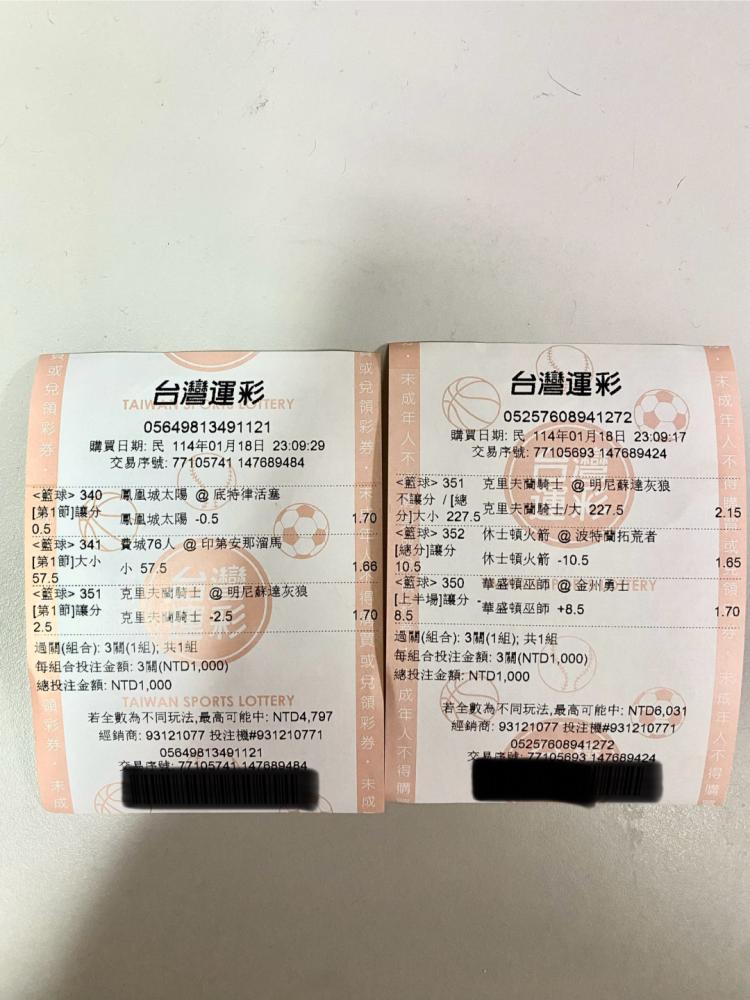 台灣運彩
TAIWAN SPORTS LOTTERY
05649813491121
購買日期: 民 114年01月18日 23:09:29
交易序號: 77105741 147689484
<籃球> 340 鳳凰城太陽 @ 底特律活塞
[第1節]讓分
0.5 鳳凰城太陽 -0.5 1.70
<籃球> 341 費城76人 @ 印第安那溜馬
[第1節]大小
57.5 小 57.5 1.66
<籃球> 351 克里夫蘭騎士 @ 明尼蘇達灰狼
[第1節]讓分
2.5 克里夫蘭騎士 -2.5 1.70
過關(組合): 3關(1組); 共1組
每組合投注金額: 3關(NTD1,000)
總投注金額: NTD1,000
TAIWAN SPORTS LOTTERY
若全數為不同玩法,最高可能中: NTD4,797
經銷商: 93121077 投注機#931210771
05649813491121
交易序號: 77105741 147689484
台灣運彩
05257608941272
購買日期: 民 114年01月18日 23:09:17
交易序號: 77105693 147689424
<籃球> 351 克里夫蘭騎士 @ 明尼蘇達灰狼
不讓分 / [總
分]大小 227.5 克里夫蘭騎士/大 227.5 2.15
<籃球> 352 休士頓火箭 @ 波特蘭拓荒者
[總分]讓分
10.5 休士頓火箭 -10.5 1.65
<籃球> 350 華盛頓巫師 @ 金州勇士
[上半場]讓分 -
8.5 華盛頓巫師 +8.5 1.70
過關(組合): 3關(1組); 共1組
每組合投注金額: 3關(NTD1,000)
總投注金額: NTD1,000
若全數為不同玩法,最高可能中: NTD6,031
經銷商: 93121077 投注機#931210771
05257608941272
交易序號: 77105693 147689424